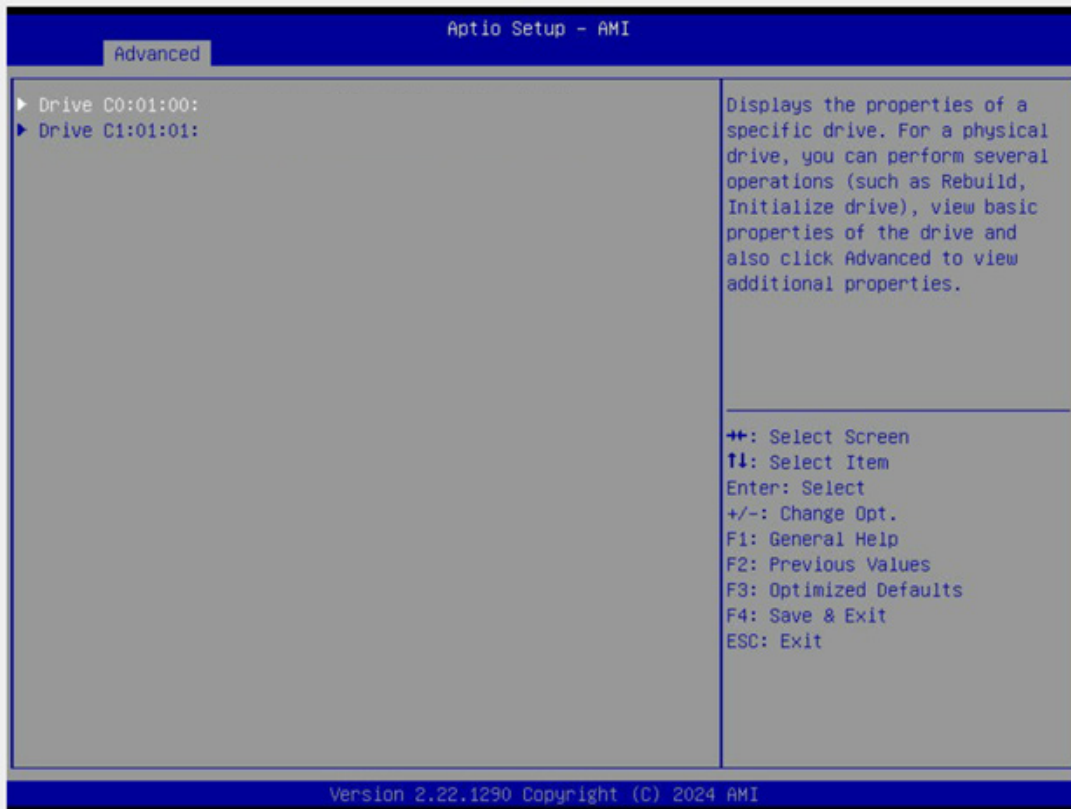 Aptio Setup – AMI
Advanced
▶ Drive C0:01:00:
▶ Drive C1:01:01:
Displays the properties of a
specific drive. For a physical
drive, you can perform several
operations (such as Rebuild,
Initialize drive), view basic
properties of the drive and
also click Advanced to view
additional properties.
→←: Select Screen
↑↓: Select Item
Enter: Select
+/-: Change Opt.
F1: General Help
F2: Previous Values
F3: Optimized Defaults
F4: Save & Exit
ESC: Exit
Version 2.22.1290 Copyright (C) 2024 AMI